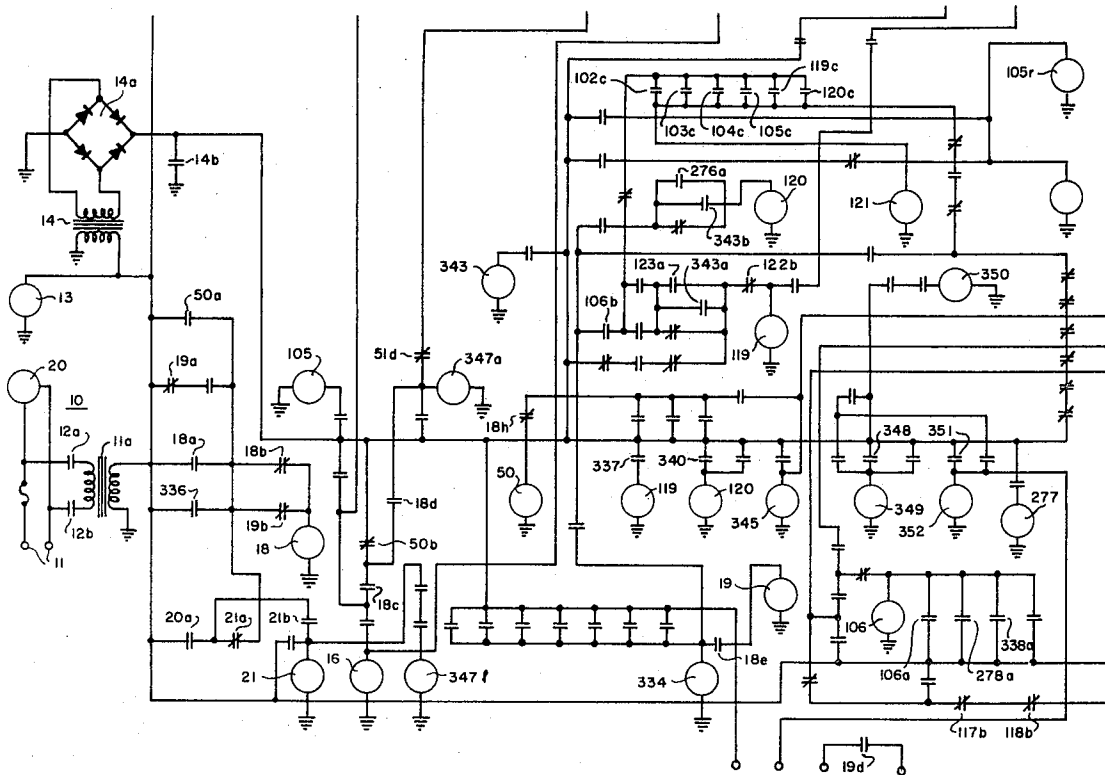 14a
14b
14
13
50a
20
19a
10
12a
11a
18a
18b
336
12b
19b
18
11
20a
21a
21b
21
105
51d
347a
18d
50b
18c
16
347l
102c
103c
104c
105c
119c
120c
105r
276a
120
343b
121
343
123a
343a
122b
350
106b
119
18h
337
340
348
351
50
119
120
345
349
352
277
19
106
106a
278a
338a
334
18e
117b
118b
19d